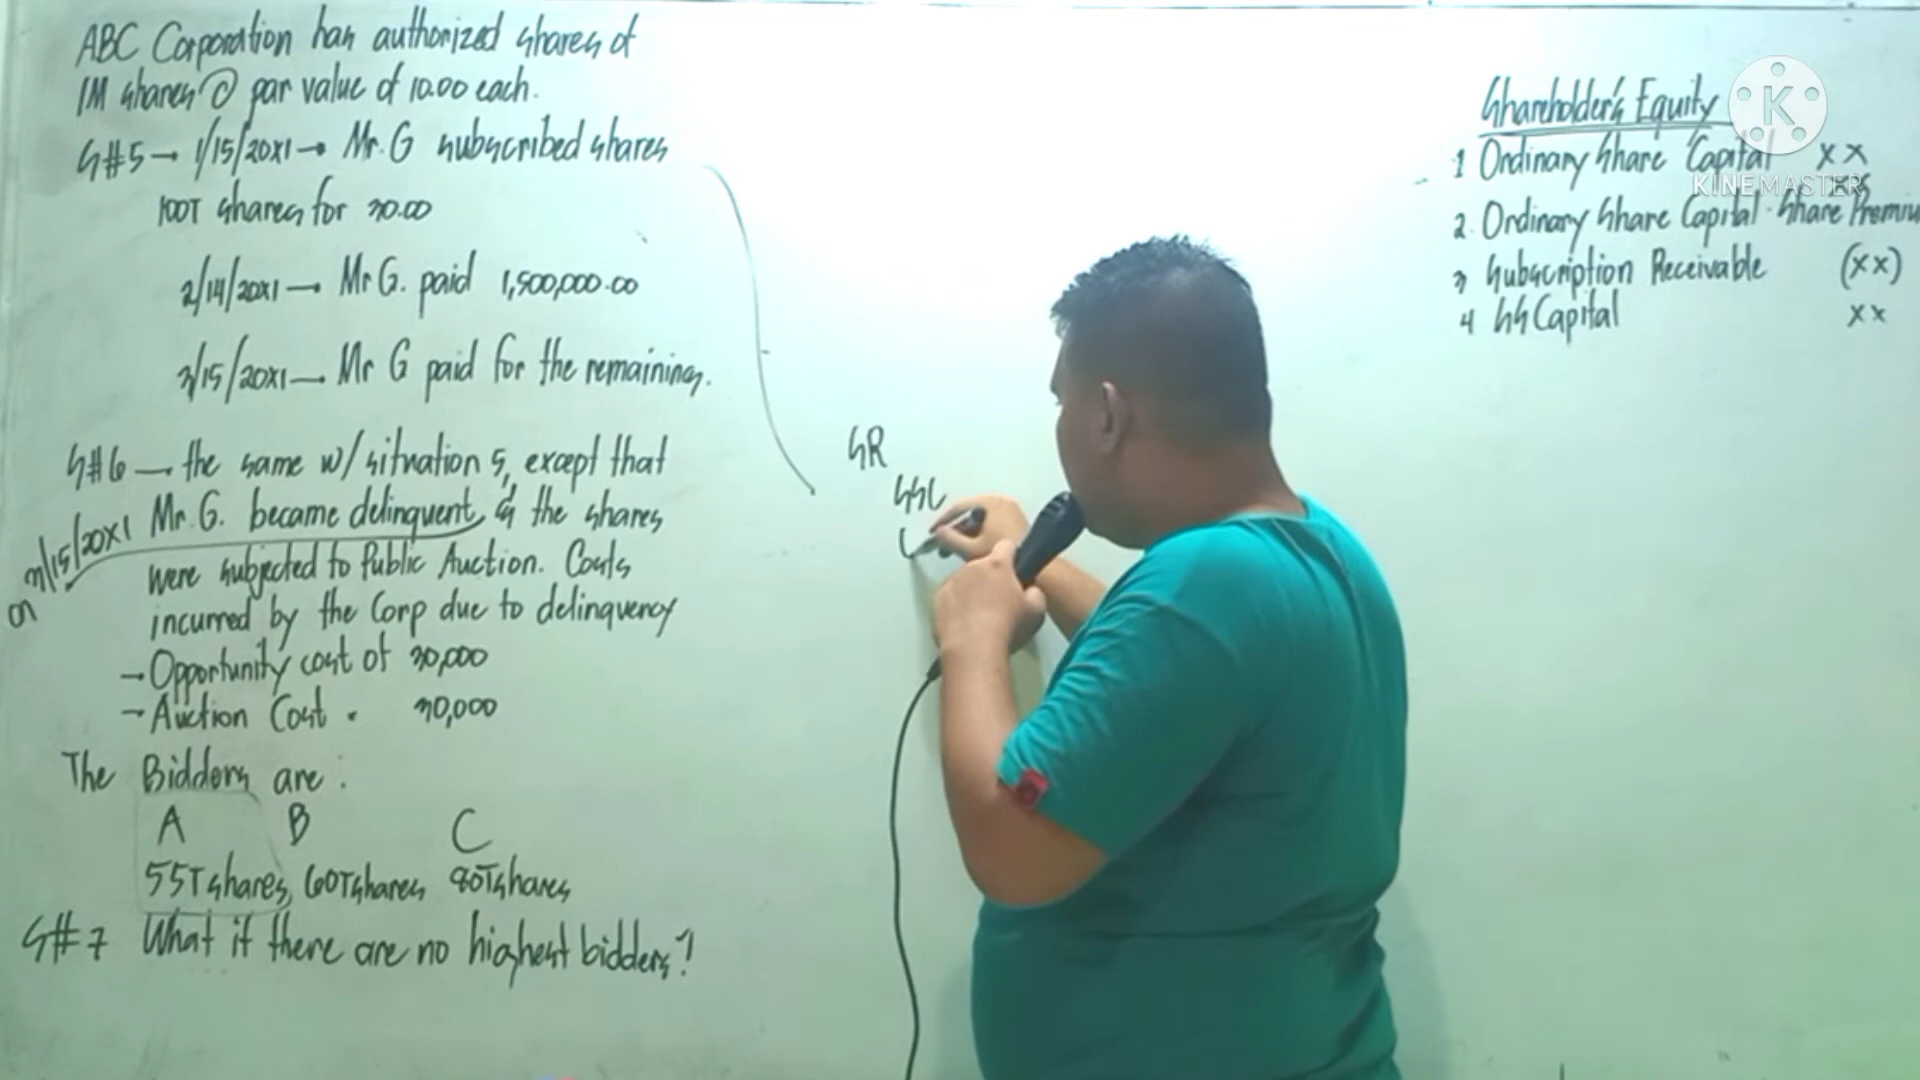 ABC Corporation has authorized shares of
1M shares @ par value of 10.00 each.
S#5 → 1/15/20x1 → Mr. G subscribed shares
100T shares for 30.00
2/14/20x1 → Mr G. paid 1,500,000.00
3/15/20x1 — Mr G paid for the remaining.
S#6 — the same w/ situation 5, except that
Mr. G. became delinquent & the shares
on 3/15/20x1
were subjected to Public Auction. Costs
incurred by the Corp due to delinquency
- Opportunity cost of 30,000
- Auction Cost . 30,000
The Bidders are :
A B C
55T shares, 60T shares 80T shares
S#7 What if there are no highest bidders?
SR
SSC
Shareholder's Equity
1 Ordinary Share Capital xx
2. Ordinary Share Capital - Share Premiu
3 Subscription Receivable (xx)
4 SS Capital xx
K
KINEMASTER